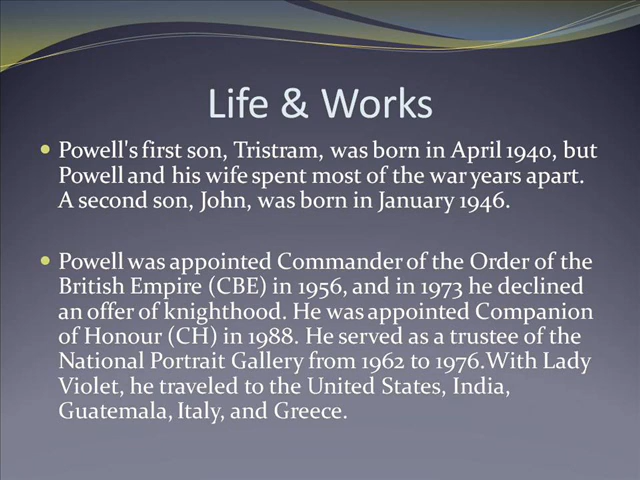 Life & Works
Powell's first son, Tristram, was born in April 1940, but
Powell and his wife spent most of the war years apart.
A second son, John, was born in January 1946.
Powell was appointed Commander of the Order of the
British Empire (CBE) in 1956, and in 1973 he declined
an offer of knighthood. He was appointed Companion
of Honour (CH) in 1988. He served as a trustee of the
National Portrait Gallery from 1962 to 1976.With Lady
Violet, he traveled to the United States, India,
Guatemala, Italy, and Greece.